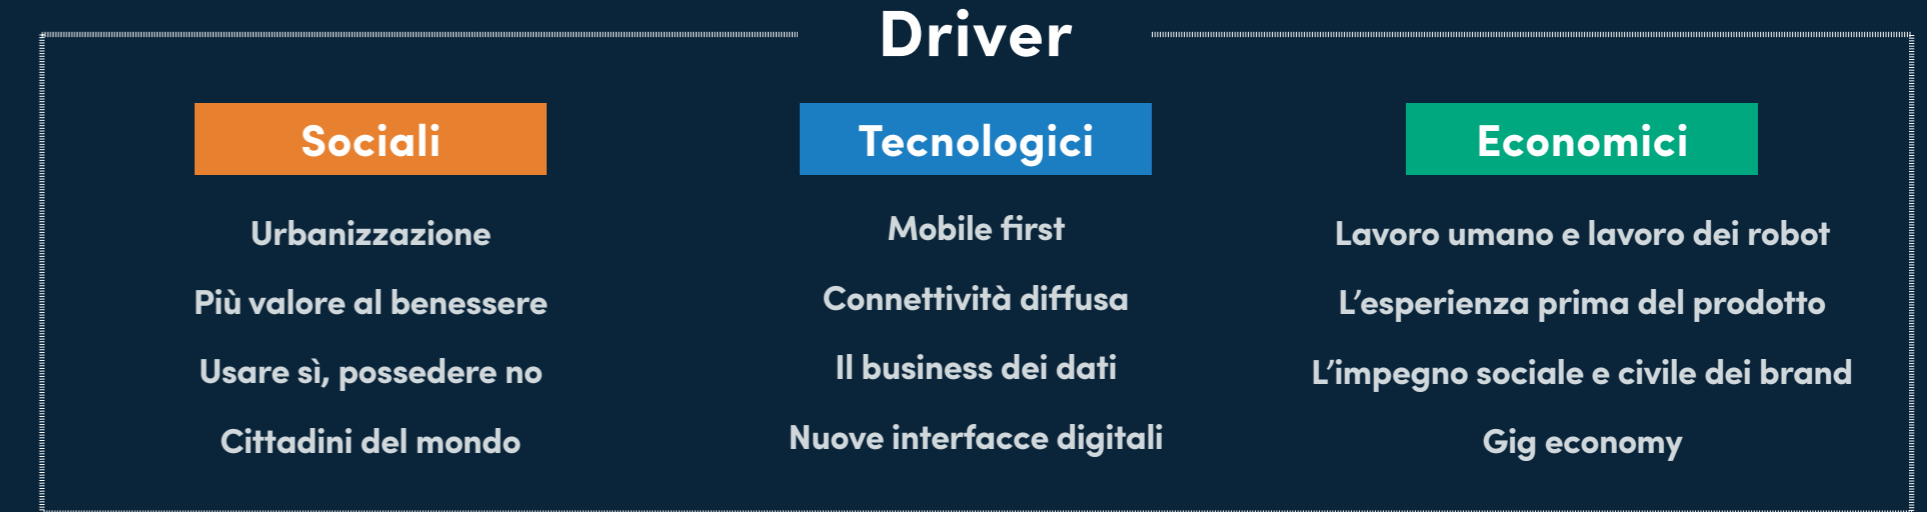 Driver
Sociali
Urbanizzazione
Più valore al benessere
Usare sì, possedere no
Cittadini del mondo
Tecnologici
Mobile first
Connettività diffusa
Il business dei dati
Nuove interfacce digitali
Economici
Lavoro umano e lavoro dei robot
L’esperienza prima del prodotto
L’impegno sociale e civile dei brand
Gig economy